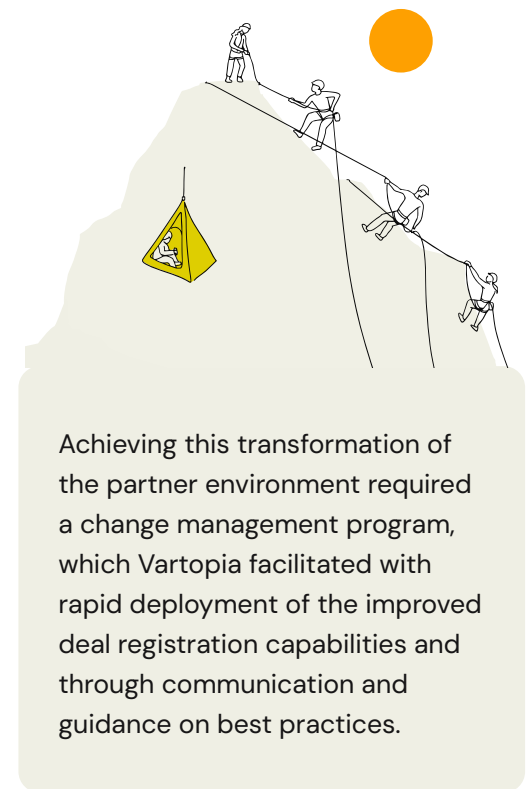 Achieving this transformation of
the partner environment required
a change management program,
which Vartopia facilitated with
rapid deployment of the improved
deal registration capabilities and
through communication and
guidance on best practices.